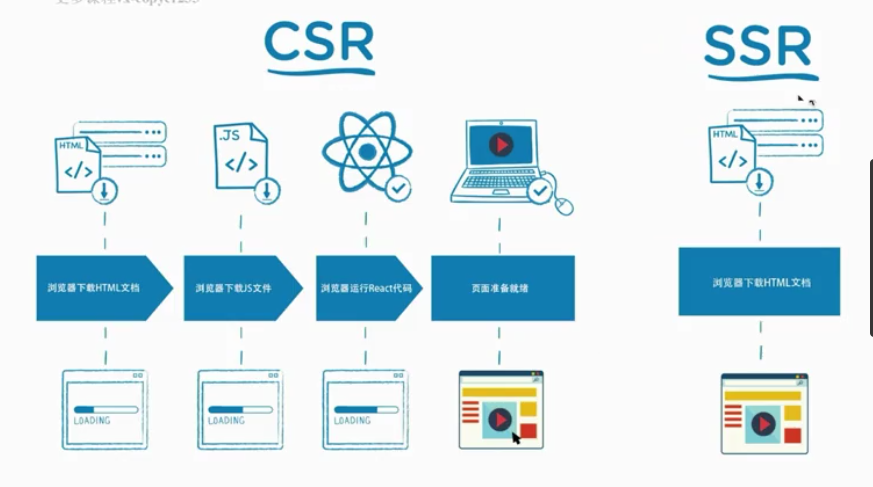 CSR
SSR
HTML
.JS
HTML
浏览器下载HTML文档
浏览器下载JS文件
浏览器运行React代码
页面准备就绪
浏览器下载HTML文档
LOADING
LOADING
LOADING